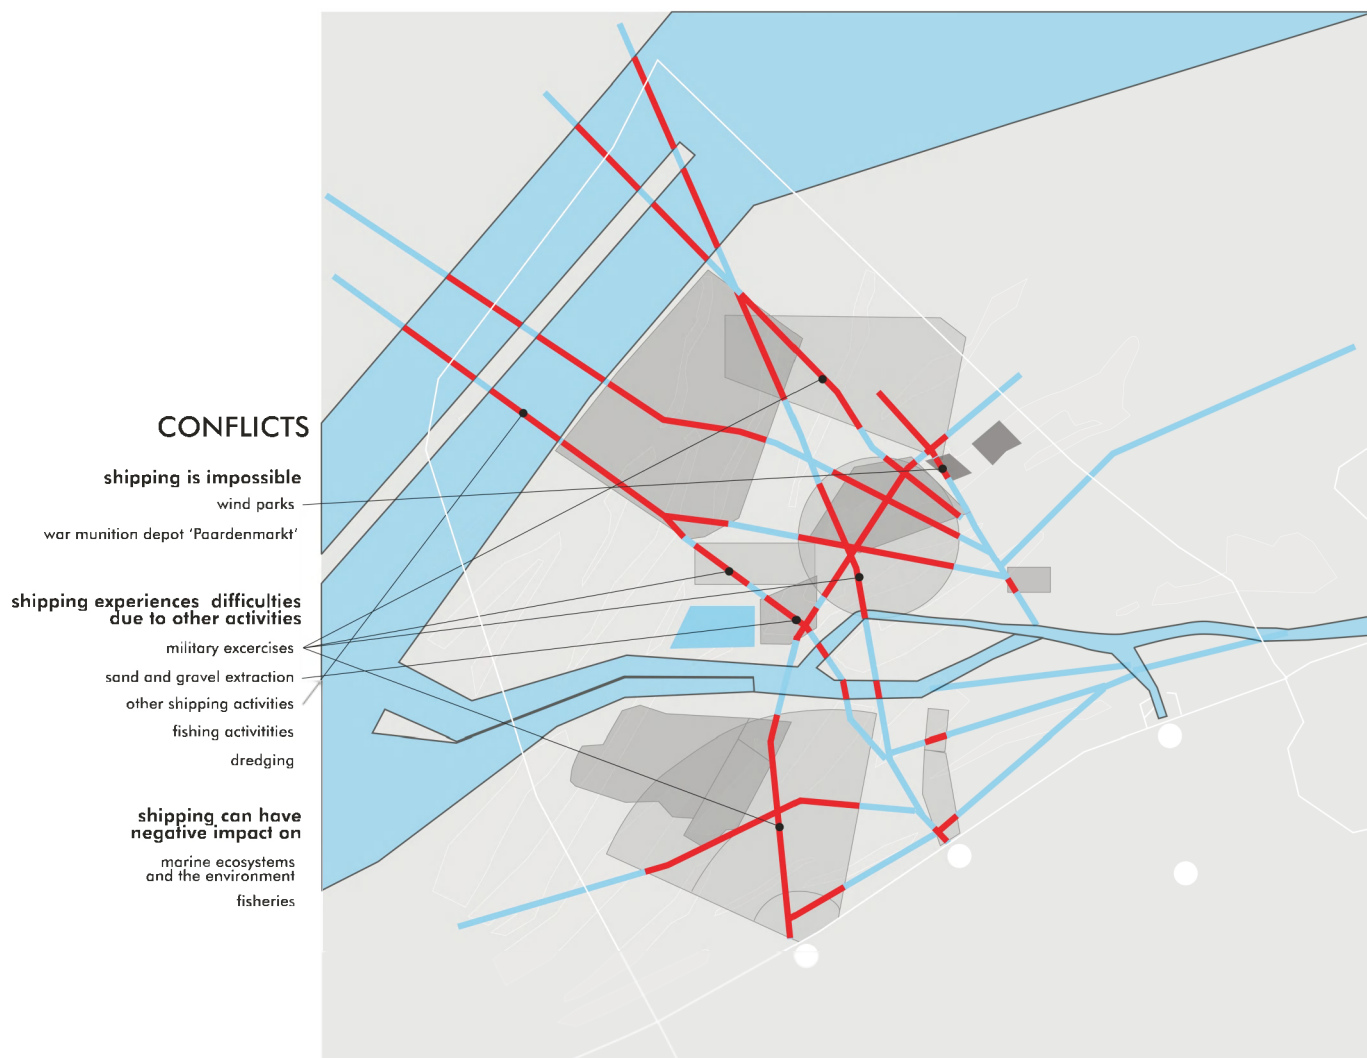 CONFLICTS
shipping is impossible
wind parks
war munition depot ‘Paardenmarkt’
shipping experiences difficulties
due to other activities
military excercises
sand and gravel extraction
other shipping activities
fishing activitities
dredging
shipping can have
negative impact on
marine ecosystems
and the environment
fisheries